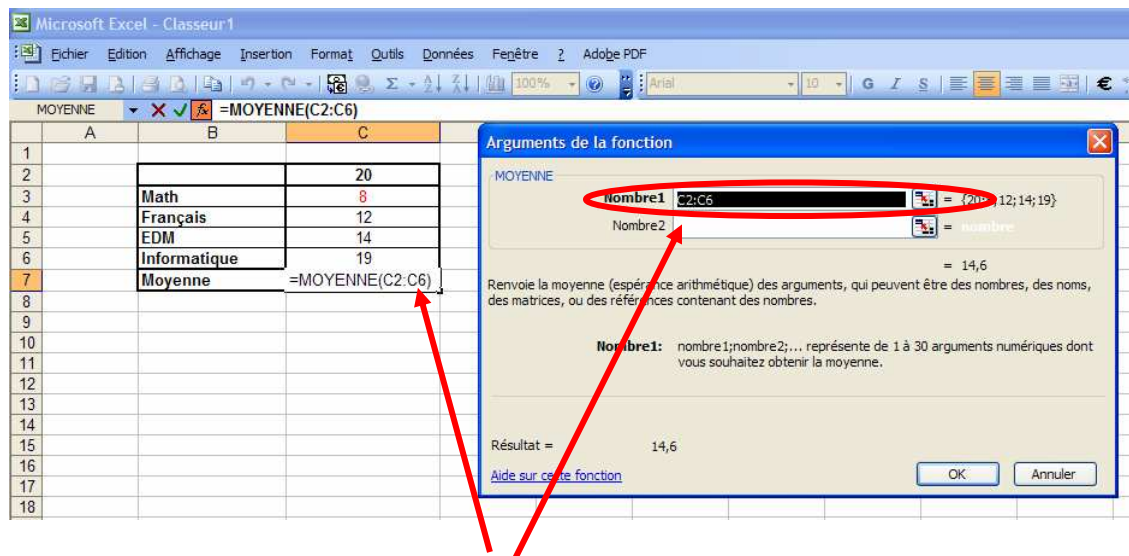 Microsoft Excel - Classeur1
Fichier Edition Affichage Insertion Format Outils Données Fenêtre ? Adobe PDF
100% Arial 10 G I S €
MOYENNE =MOYENNE(C2:C6)
A B C
1
2 20
3 Math 8
4 Français 12
5 EDM 14
6 Informatique 19
7 Moyenne =MOYENNE(C2:C6)
8
9
10
11
12
13
14
15
16
17
18
Arguments de la fonction
MOYENNE
Nombre1 C2:C6 = {20; ;12;14;19}
Nombre2 = nombre
= 14,6
Renvoie la moyenne (espérance arithmétique) des arguments, qui peuvent être des nombres, des noms,
des matrices, ou des références contenant des nombres.
Nombre1: nombre1;nombre2;... représente de 1 à 30 arguments numériques dont
vous souhaitez obtenir la moyenne.
Résultat = 14,6
Aide sur cette fonction
OK Annuler